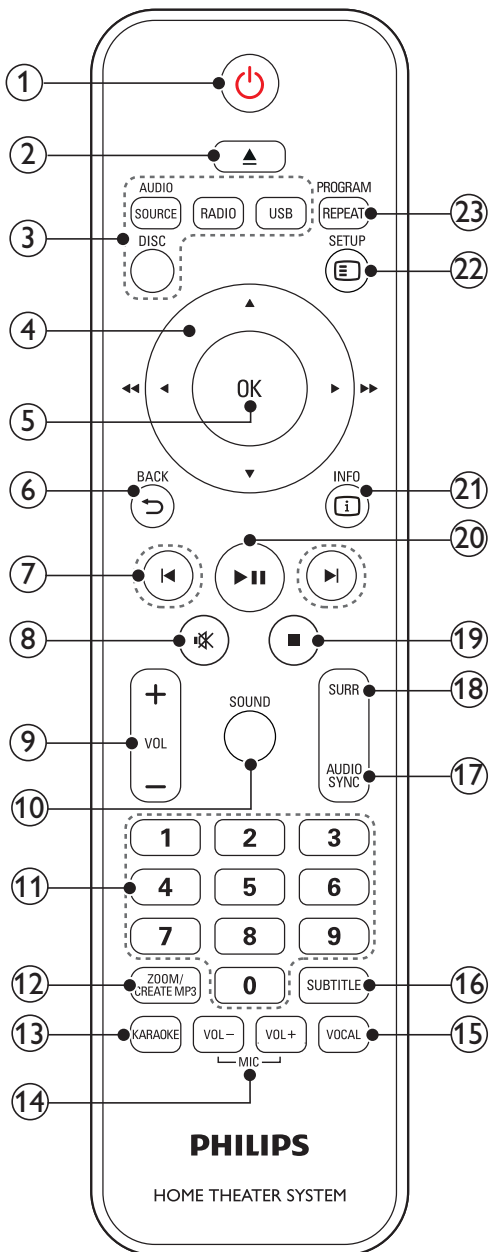 1
2
AUDIO PROGRAM
SOURCE RADIO USB REPEAT 23
3 DISC SETUP
22
4
OK
5
BACK INFO
6 21
20
7
8 19
+ SURR 18
SOUND
9 VOL
AUDIO SYNC 17
−
10
1 2 3
11 4 5 6
7 8 9
12 ZOOM/
CREATE MP3 0 SUBTITLE 16
13 KARAOKE VOL− VOL+ VOCAL 15
MIC
14
PHILIPS
HOME THEATER SYSTEM